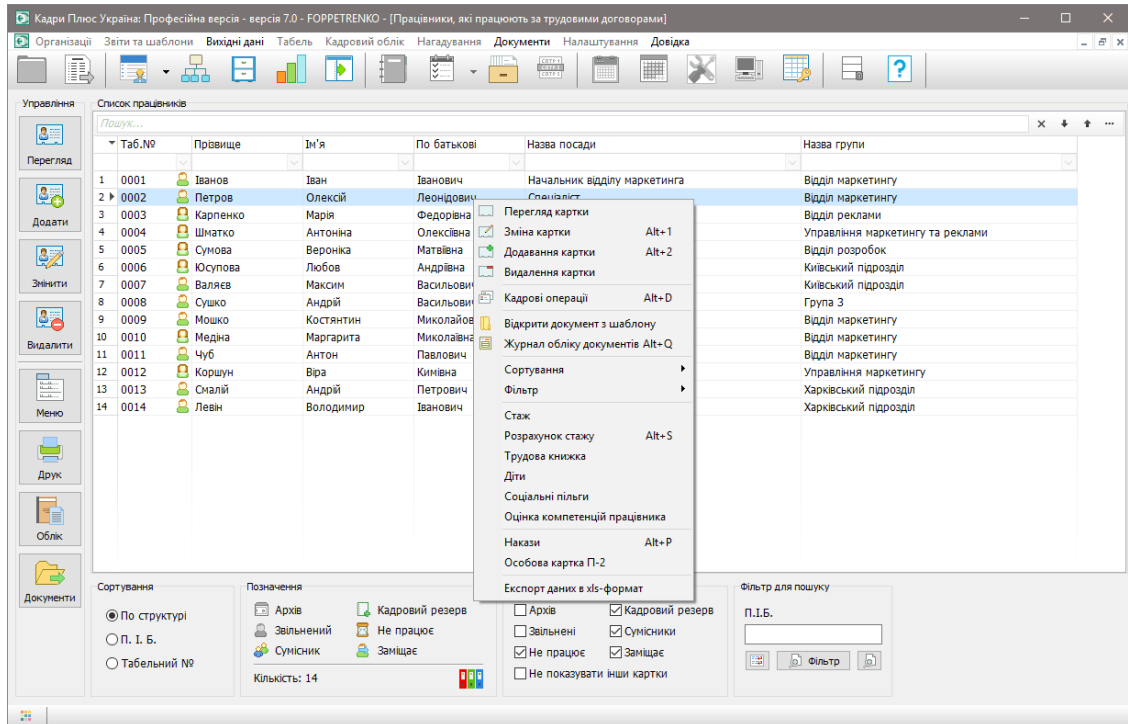 Кадри Плюс Україна: Професійна версія - версія 7.0 - FOPPETRENKO - [Працівники, які працюють за трудовими договорами]
Організації Звіти та шаблони Вихідні дані Табель Кадровий облік Нагадування Документи Налаштування Довідка
Управління
Перегляд
Додати
Змінити
Видалити
Меню
Друк
Облік
Документи
Список працівників
Пошук...
Таб.№ Прізвище Ім'я По батькові Назва посади Назва групи
1 0001 Іванов Іван Іванович Начальник відділу маркетинга Відділ маркетингу
2 0002 Петров Олексій Леонідович Спеціаліст Відділ маркетингу
3 0003 Карпенко Марія Федорівна Відділ реклами
4 0004 Шматко Антоніна Олексіївна Управління маркетингу та реклами
5 0005 Сумова Вероніка Матвіївна Відділ розробок
6 0006 Юсупова Любов Андріївна Київський підрозділ
7 0007 Валяєв Максим Васильови Київський підрозділ
8 0008 Сушко Андрій Васильови Група 3
9 0009 Мошко Костянтин Миколайов Відділ маркетингу
10 0010 Медіна Маргарита Миколаївна Відділ маркетингу
11 0011 Чуб Антон Павлович Відділ маркетингу
12 0012 Коршун Віра Кимівна Управління маркетингу
13 0013 Смалій Андрій Петрович Харківський підрозділ
14 0014 Левін Володимир Іванович Харківський підрозділ
Перегляд картки
Зміна картки Alt+1
Додавання картки Alt+2
Видалення картки
Кадрові операції Alt+D
Відкрити документ з шаблону
Журнал обліку документів Alt+Q
Сортування
Фільтр
Стаж
Розрахунок стажу Alt+S
Трудова книжка
Діти
Соціальні пільги
Оцінка компетенцій працівника
Накази Alt+P
Особова картка П-2
Експорт даних в xls-формат
Сортування
По структурі
П. І. Б.
Табельний №
Позначення
Архів Кадровий резерв
Звільнений Не працює
Сумісник Заміщає
Кількість: 14
Архів Кадровий резерв
Звільнені Сумісники
Не працює Заміщає
Не показувати інши картки
Фільтр для пошуку
П.І.Б.
Фільтр